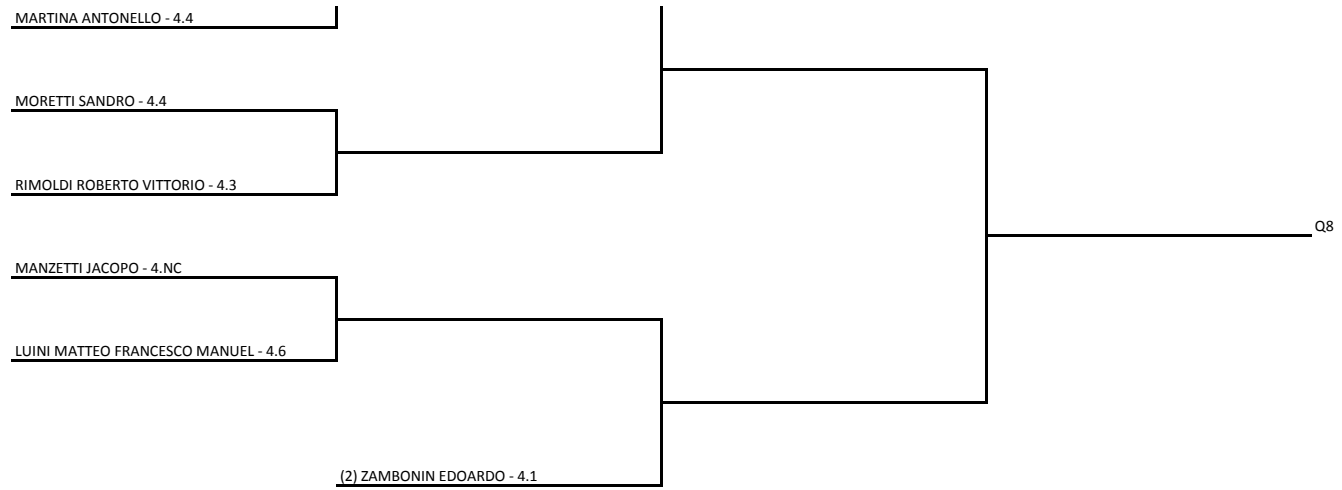 MARTINA ANTONELLO - 4.4
MORETTI SANDRO - 4.4
RIMOLDI ROBERTO VITTORIO - 4.3
Q8
MANZETTI JACOPO - 4.NC
LUINI MATTEO FRANCESCO MANUEL - 4.6
(2) ZAMBONIN EDOARDO - 4.1